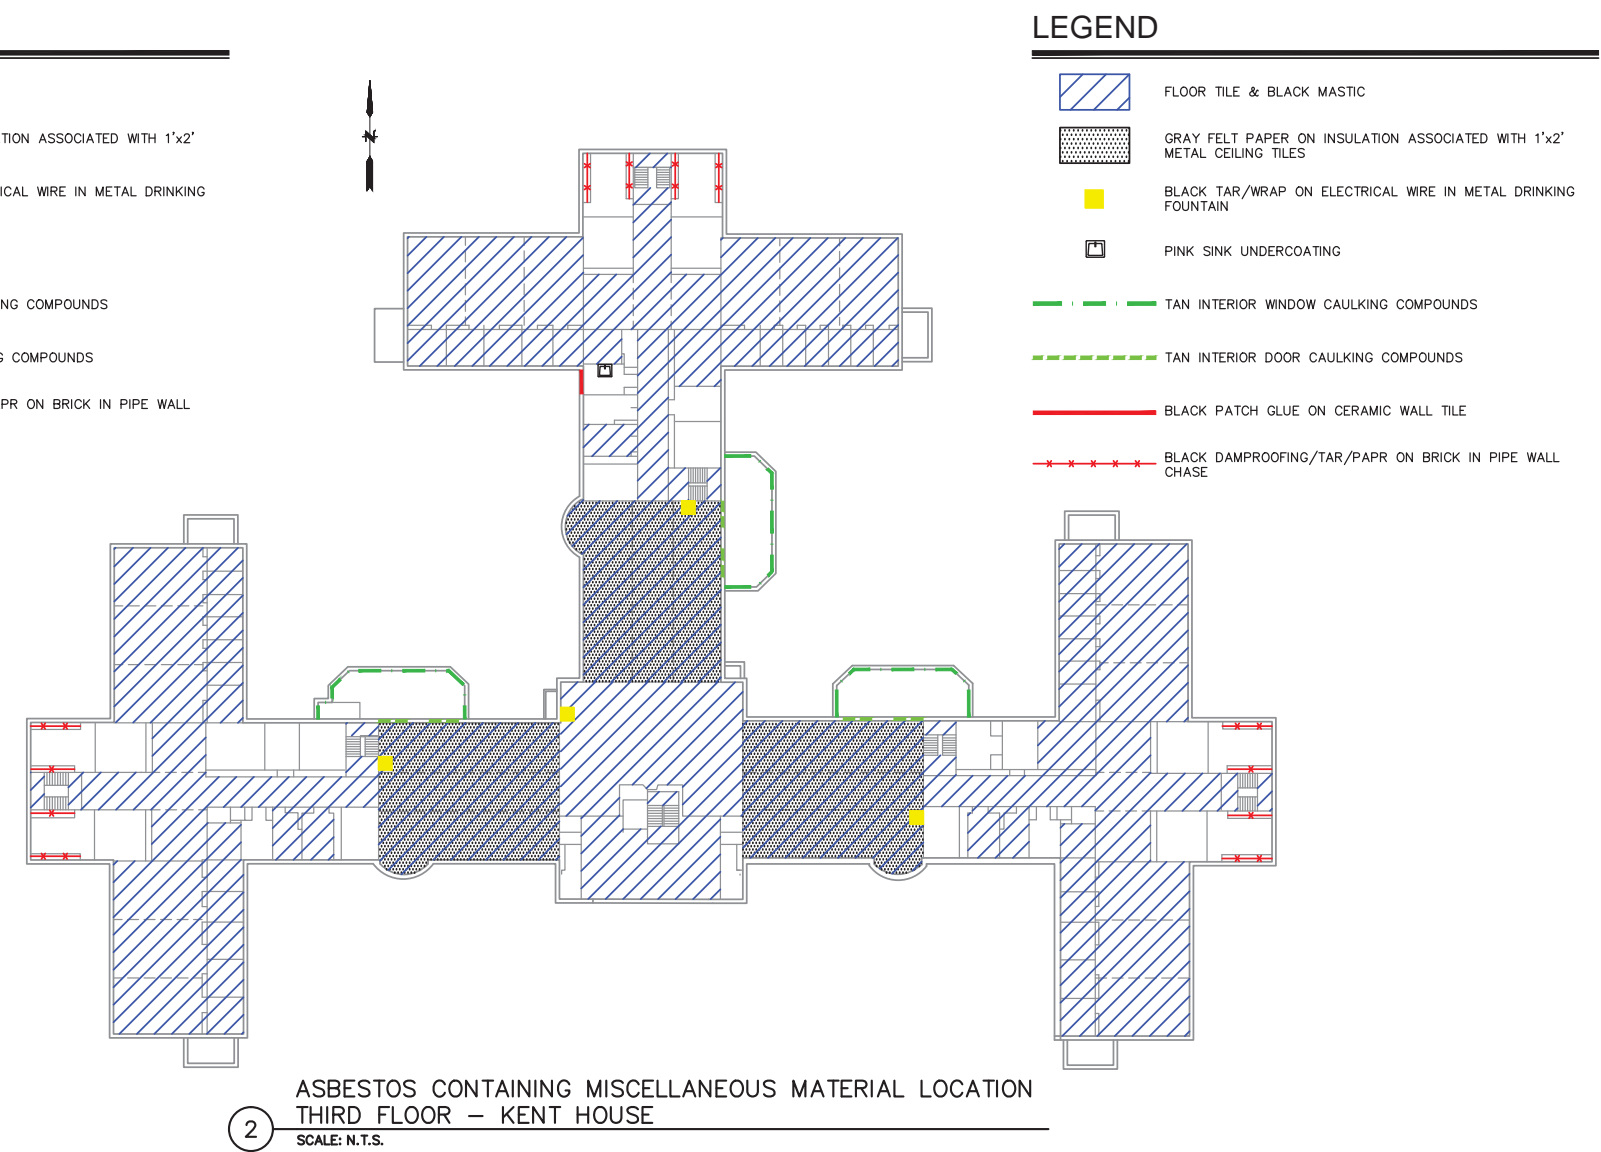 TION ASSOCIATED WITH 1'x2'
ICAL WIRE IN METAL DRINKING
NG COMPOUNDS
G COMPOUNDS
PR ON BRICK IN PIPE WALL
N
LEGEND
FLOOR TILE & BLACK MASTIC
GRAY FELT PAPER ON INSULATION ASSOCIATED WITH 1'x2'
METAL CEILING TILES
BLACK TAR/WRAP ON ELECTRICAL WIRE IN METAL DRINKING
FOUNTAIN
PINK SINK UNDERCOATING
TAN INTERIOR WINDOW CAULKING COMPOUNDS
TAN INTERIOR DOOR CAULKING COMPOUNDS
BLACK PATCH GLUE ON CERAMIC WALL TILE
BLACK DAMPROOFING/TAR/PAPR ON BRICK IN PIPE WALL
CHASE
ASBESTOS CONTAINING MISCELLANEOUS MATERIAL LOCATION
THIRD FLOOR – KENT HOUSE
2
SCALE: N.T.S.